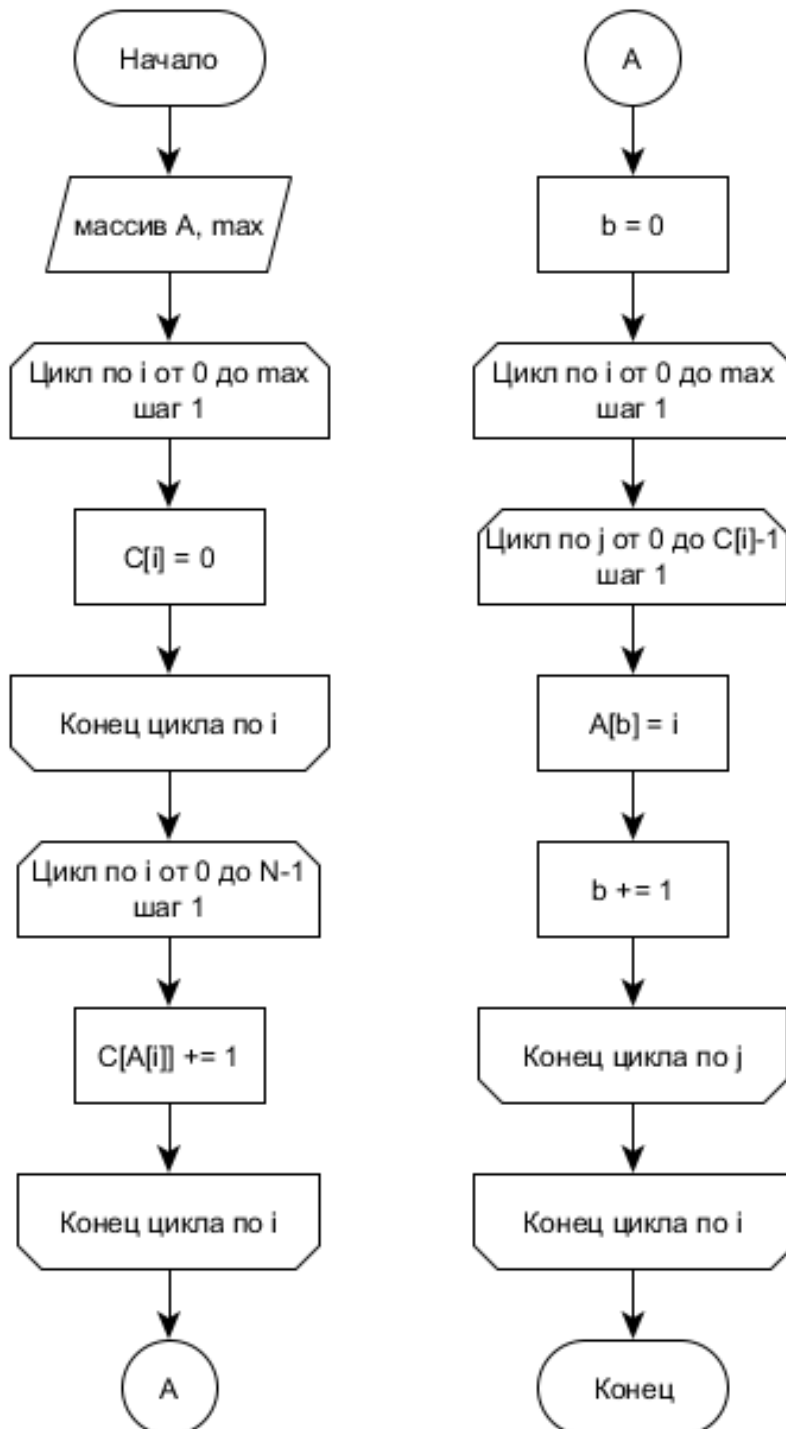 Начало
массив A, max
Цикл по i от 0 до max
шаг 1
C[i] = 0
Конец цикла по i
Цикл по i от 0 до N-1
шаг 1
C[A[i]] += 1
Конец цикла по i
A
A
b = 0
Цикл по i от 0 до max
шаг 1
Цикл по j от 0 до C[i]-1
шаг 1
A[b] = i
b += 1
Конец цикла по j
Конец цикла по i
Конец